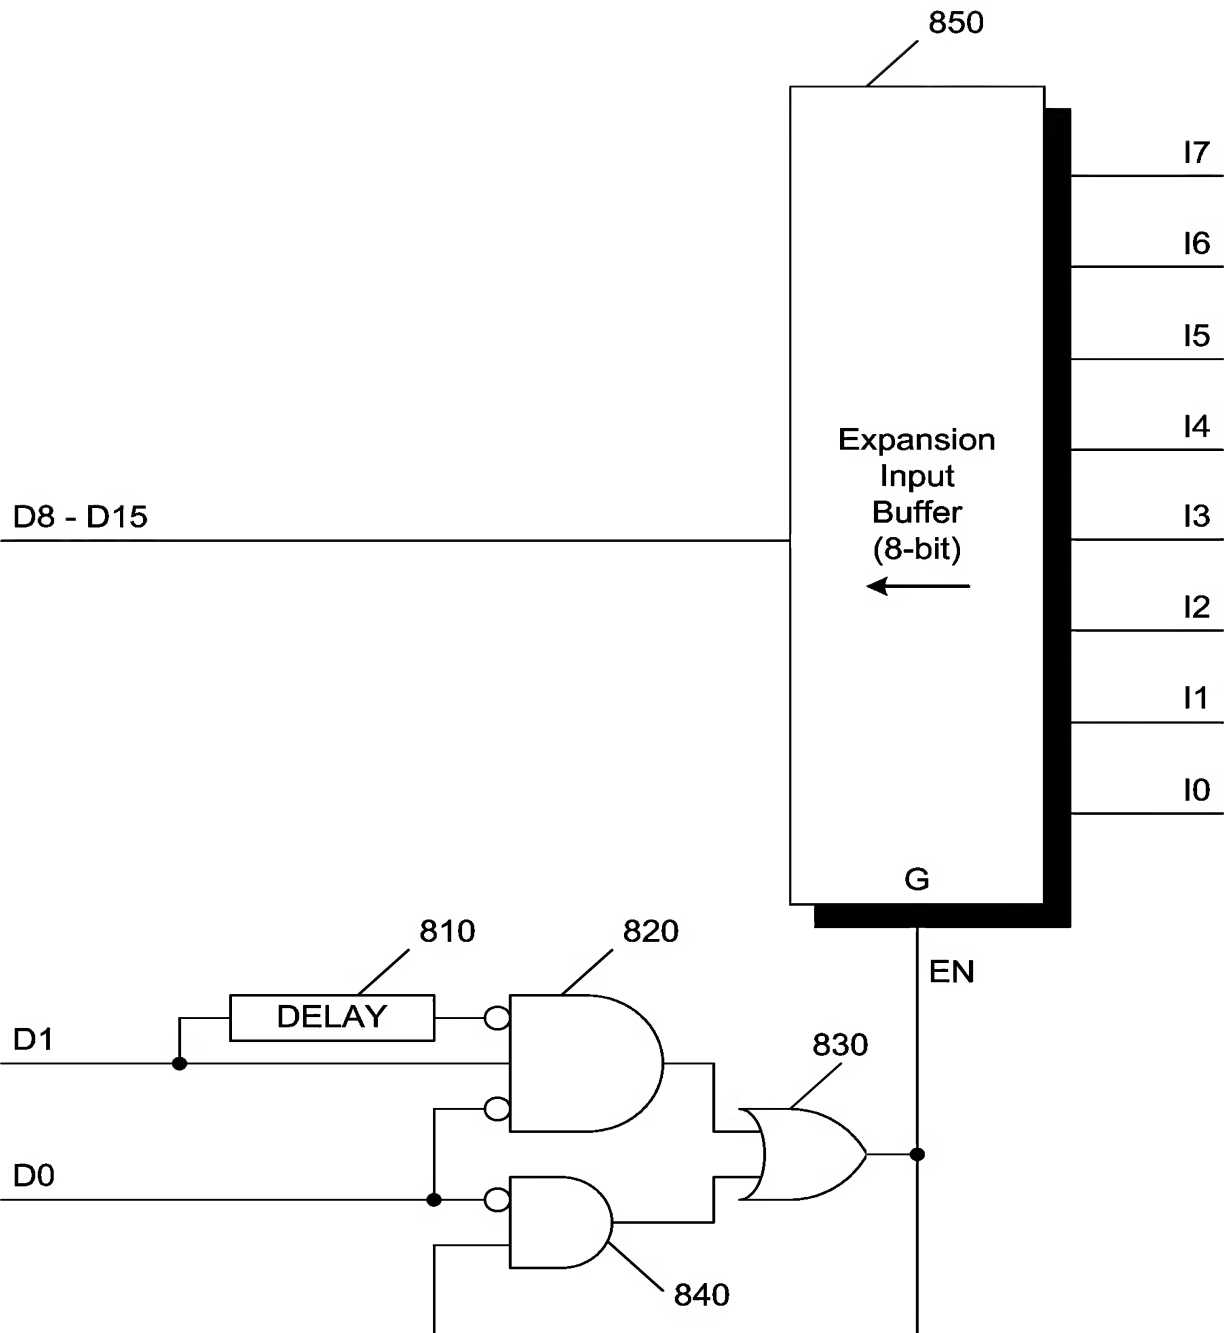 850
I7
I6
I5
I4
Expansion
Input
Buffer
(8-bit)
D8 - D15
I3
I2
I1
I0
G
810
820
EN
DELAY
D1
830
D0
840